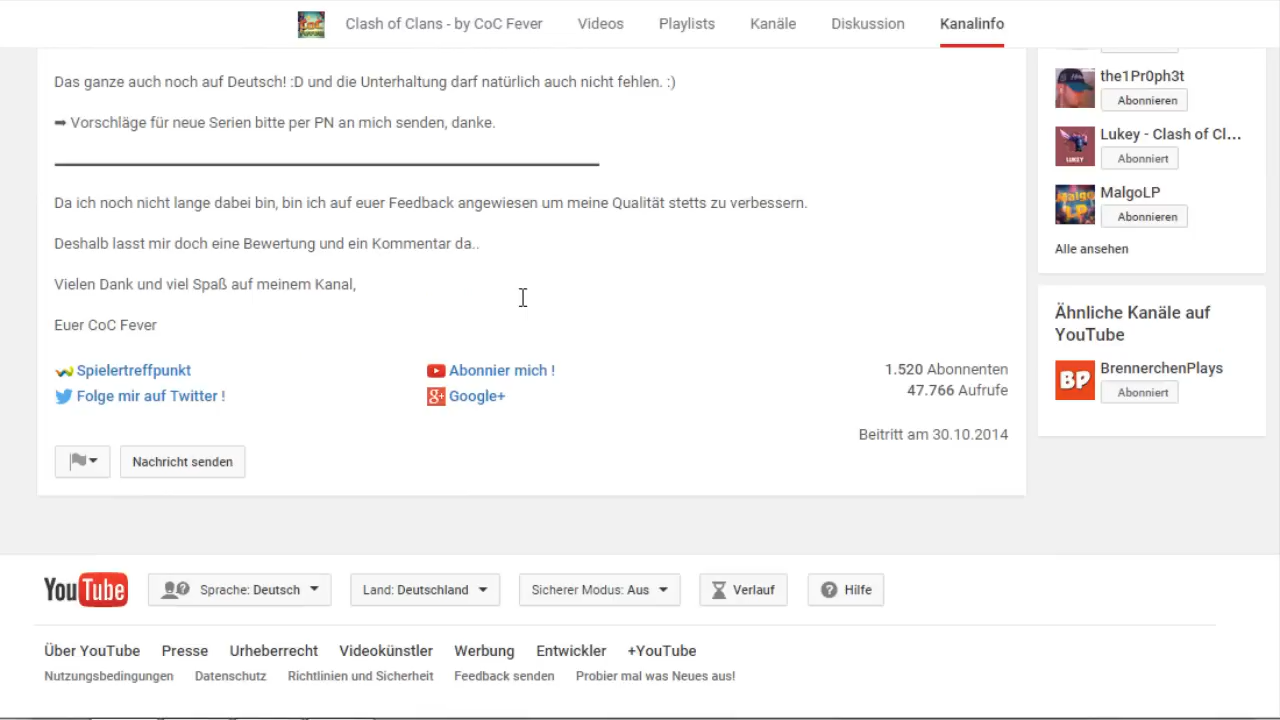 Clash of Clans - by CoC Fever Videos Playlists Kanäle Diskussion Kanalinfo
Das ganze auch noch auf Deutsch! :D und die Unterhaltung darf natürlich auch nicht fehlen. :)
➡ Vorschläge für neue Serien bitte per PN an mich senden, danke.
Da ich noch nicht lange dabei bin, bin ich auf euer Feedback angewiesen um meine Qualität stetts zu verbessern.
Deshalb lasst mir doch eine Bewertung und ein Kommentar da..
Vielen Dank und viel Spaß auf meinem Kanal,
Euer CoC Fever
Spielertreffpunkt
Folge mir auf Twitter !
Abonnier mich !
Google+
1.520 Abonnenten
47.766 Aufrufe
Beitritt am 30.10.2014
Nachricht senden
the1Pr0ph3t
Abonnieren
Lukey - Clash of Cl...
LUKEY
Abonniert
MalgoLP
Malgo LP
Abonnieren
Alle ansehen
Ähnliche Kanäle auf
YouTube
BP
BrennerchenPlays
Abonniert
YouTube Sprache: Deutsch Land: Deutschland Sicherer Modus: Aus Verlauf Hilfe
Über YouTube Presse Urheberrecht Videokünstler Werbung Entwickler +YouTube
Nutzungsbedingungen Datenschutz Richtlinien und Sicherheit Feedback senden Probier mal was Neues aus!